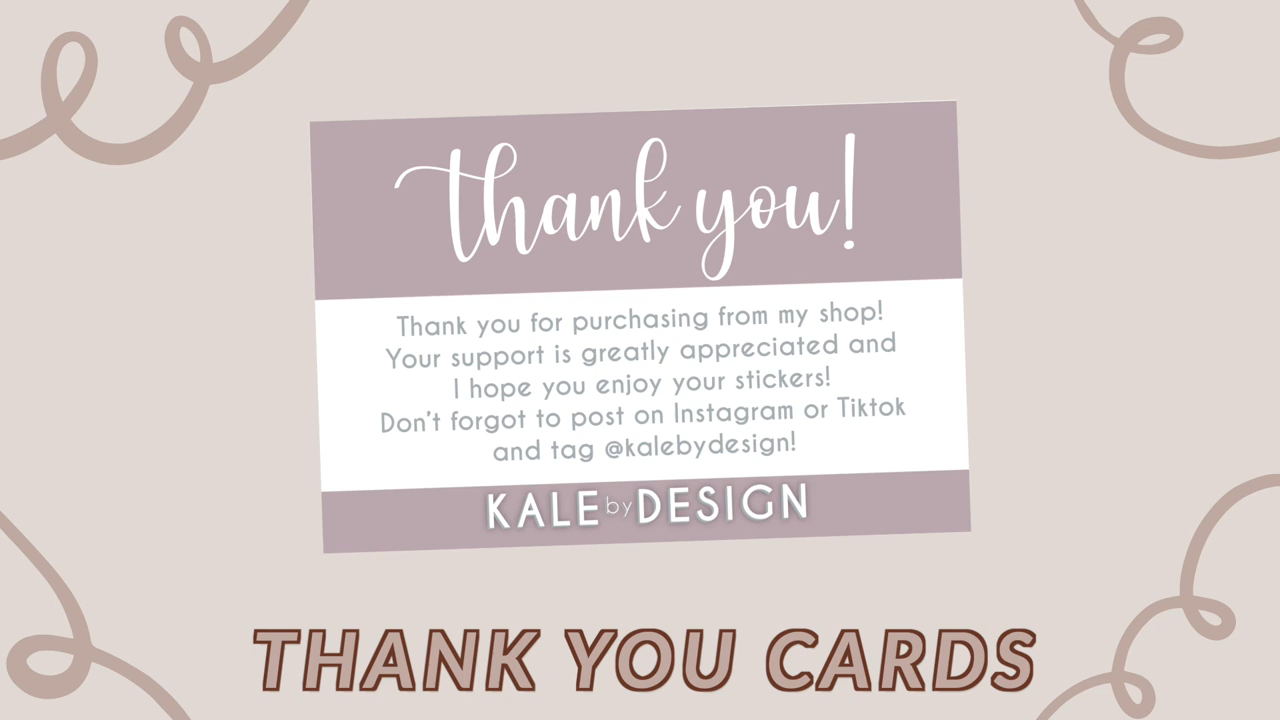 thank you!
Thank you for purchasing from my shop!
Your support is greatly appreciated and
I hope you enjoy your stickers!
Don't forgot to post on Instagram or Tiktok
and tag @kalebydesign!
KALE by DESIGN
THANK YOU CARDS